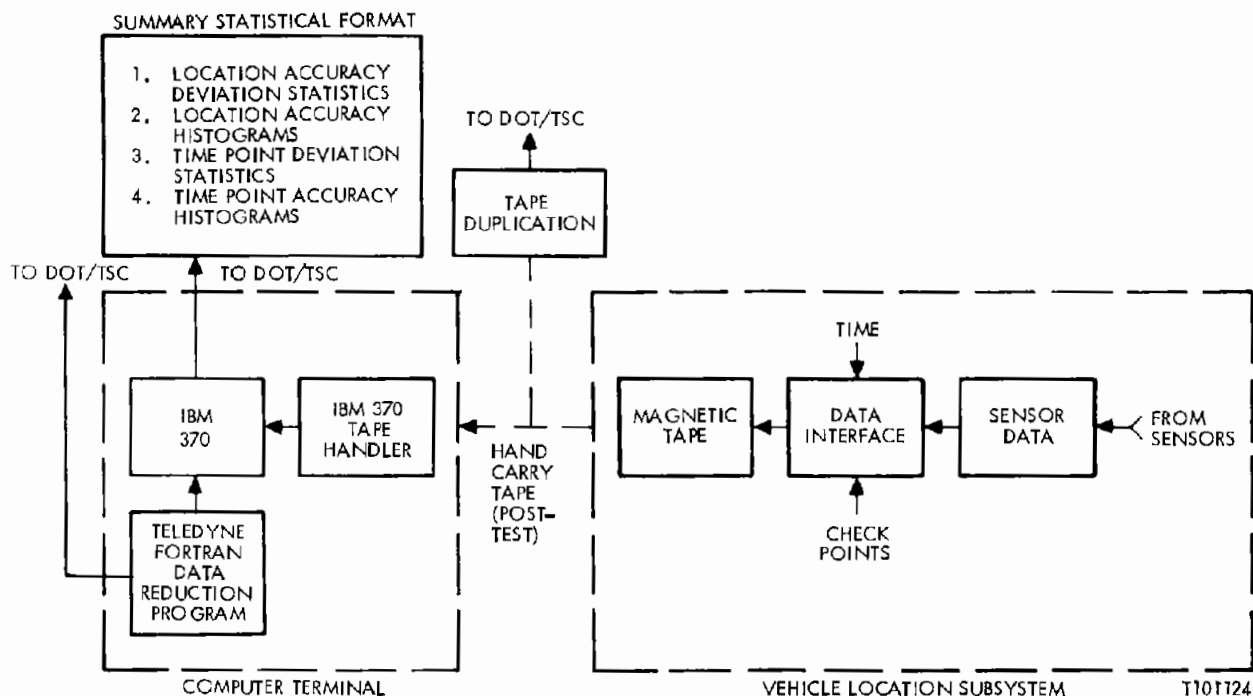 SUMMARY STATISTICAL FORMAT
1. LOCATION ACCURACY
DEVIATION STATISTICS
2. LOCATION ACCURACY
HISTOGRAMS
3. TIME POINT DEVIATION
STATISTICS
4. TIME POINT ACCURACY
HISTOGRAMS
TO DOT/TSC
TAPE
DUPLICATION
TO DOT/TSC
TO DOT/TSC
IBM
370
IBM 370
TAPE
HANDLER
TELEDYNE
FORTRAN
DATA
REDUCTION
PROGRAM
COMPUTER TERMINAL
HAND
CARRY
TAPE
(POST-
TEST)
TIME
MAGNETIC
TAPE
DATA
INTERFACE
SENSOR
DATA
FROM
SENSORS
CHECK
POINTS
VEHICLE LOCATION SUBSYSTEM
T101124